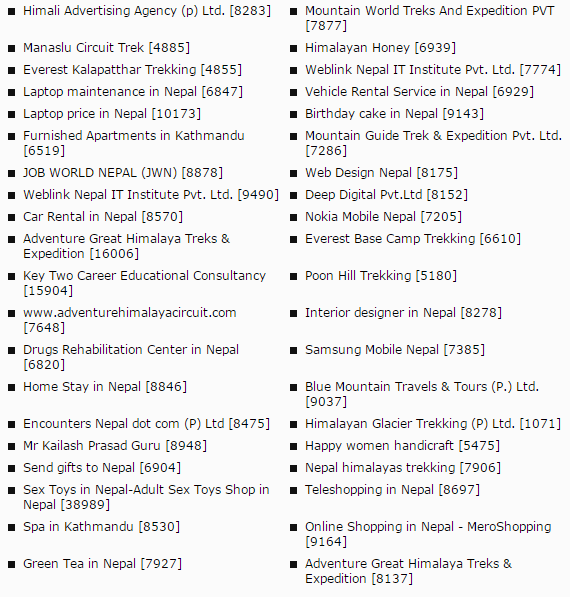 Himali Advertising Agency (p) Ltd. [8283]
Mountain World Treks And Expedition PVT
[7877]
Manaslu Circuit Trek [4885]
Himalayan Honey [6939]
Everest Kalapatthar Trekking [4855]
Weblink Nepal IT Institute Pvt. Ltd. [7774]
Laptop maintenance in Nepal [6847]
Vehicle Rental Service in Nepal [6929]
Laptop price in Nepal [10173]
Birthday cake in Nepal [9143]
Furnished Apartments in Kathmandu
[6519]
Mountain Guide Trek & Expedition Pvt. Ltd.
[7286]
JOB WORLD NEPAL (JWN) [8878]
Web Design Nepal [8175]
Weblink Nepal IT Institute Pvt. Ltd. [9490]
Deep Digital Pvt.Ltd [8152]
Car Rental in Nepal [8570]
Nokia Mobile Nepal [7205]
Adventure Great Himalaya Treks &
Expedition [16006]
Everest Base Camp Trekking [6610]
Key Two Career Educational Consultancy
[15904]
Poon Hill Trekking [5180]
www.adventurehimalayacircuit.com
[7648]
Interior designer in Nepal [8278]
Drugs Rehabilitation Center in Nepal
[6820]
Samsung Mobile Nepal [7385]
Home Stay in Nepal [8846]
Blue Mountain Travels & Tours (P.) Ltd.
[9037]
Encounters Nepal dot com (P) Ltd [8475]
Himalayan Glacier Trekking (P) Ltd. [1071]
Mr Kailash Prasad Guru [8948]
Happy women handicraft [5475]
Send gifts to Nepal [6904]
Nepal himalayas trekking [7906]
Sex Toys in Nepal-Adult Sex Toys Shop in
Nepal [38989]
Teleshopping in Nepal [8697]
Spa in Kathmandu [8530]
Online Shopping in Nepal - MeroShopping
[9164]
Green Tea in Nepal [7927]
Adventure Great Himalaya Treks &
Expedition [8137]